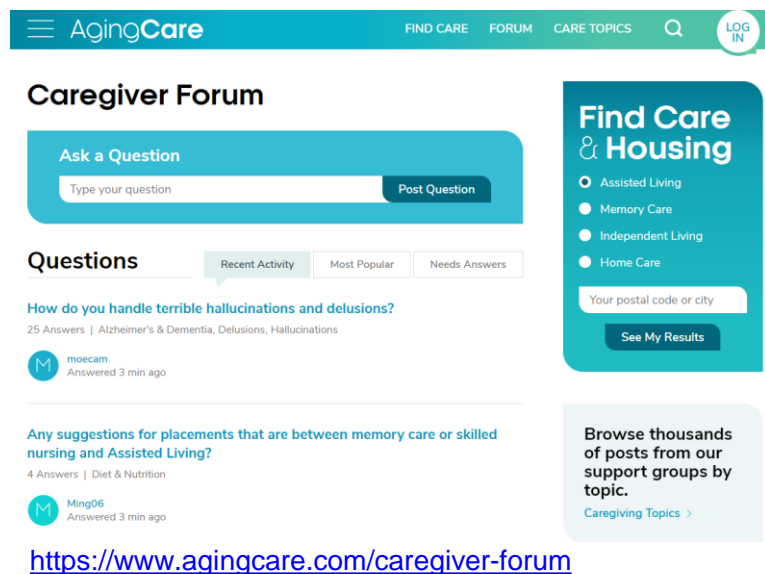 AgingCare
FIND CARE FORUM CARE TOPICS
LOG
IN
Caregiver Forum
Ask a Question
Type your question
Post Question
Questions
Recent Activity
Most Popular
Needs Answers
How do you handle terrible hallucinations and delusions?
25 Answers | Alzheimer's & Dementia, Delusions, Hallucinations
M
moecam
Answered 3 min ago
Any suggestions for placements that are between memory care or skilled
nursing and Assisted Living?
4 Answers | Diet & Nutrition
M
Ming06
Answered 3 min ago
Find Care
& Housing
Assisted Living
Memory Care
Independent Living
Home Care
Your postal code or city
See My Results
Browse thousands
of posts from our
support groups by
topic.
Caregiving Topics >
https://www.agingcare.com/caregiver-forum